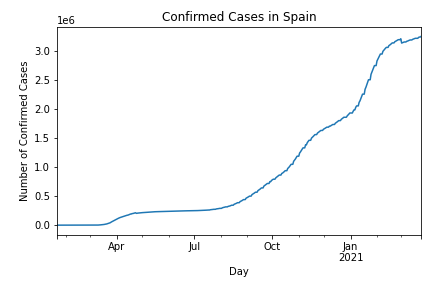 Confirmed Cases in Spain
1e6
3.0
2.5
2.0
1.5
1.0
0.5
0.0
Number of Confirmed Cases
Apr
Jul
Oct
Jan
2021
Day